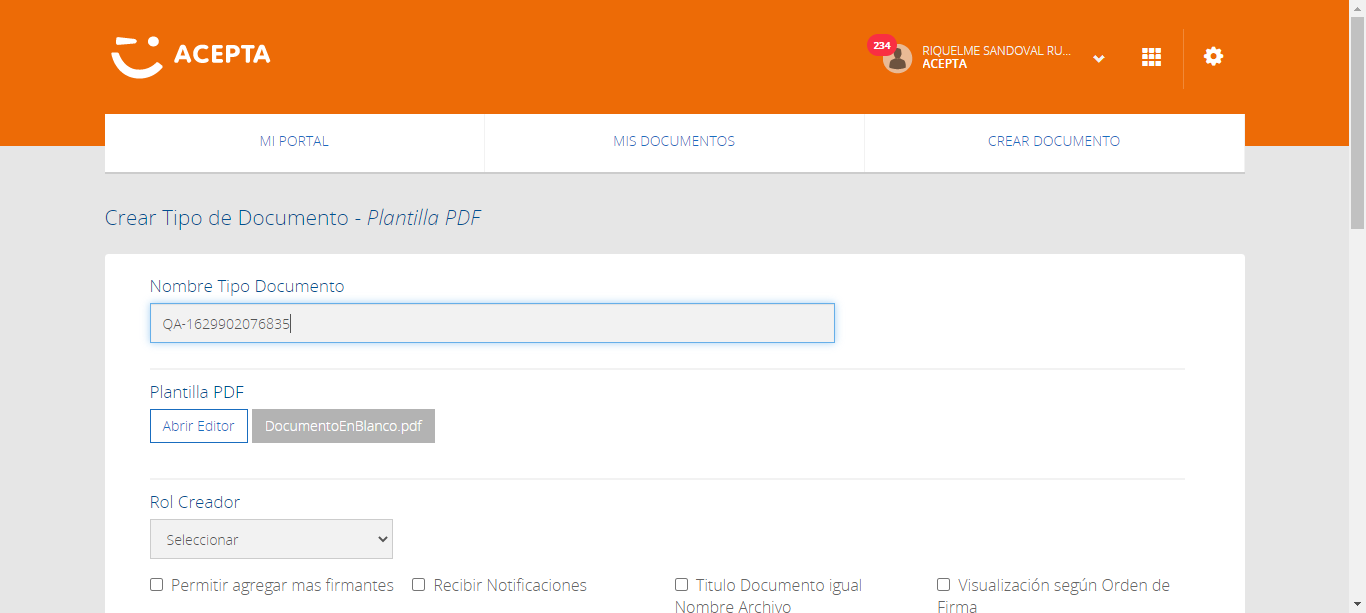 ACEPTA
234
RIQUELME SANDOVAL RU...
ACEPTA
MI PORTAL
MIS DOCUMENTOS
CREAR DOCUMENTO
Crear Tipo de Documento - Plantilla PDF
Nombre Tipo Documento
QA-1629902076835
Plantilla PDF
Abrir Editor
DocumentoEnBlanco.pdf
Rol Creador
Seleccionar
Permitir agregar mas firmantes
Recibir Notificaciones
Titulo Documento igual
Nombre Archivo
Visualización según Orden de
Firma